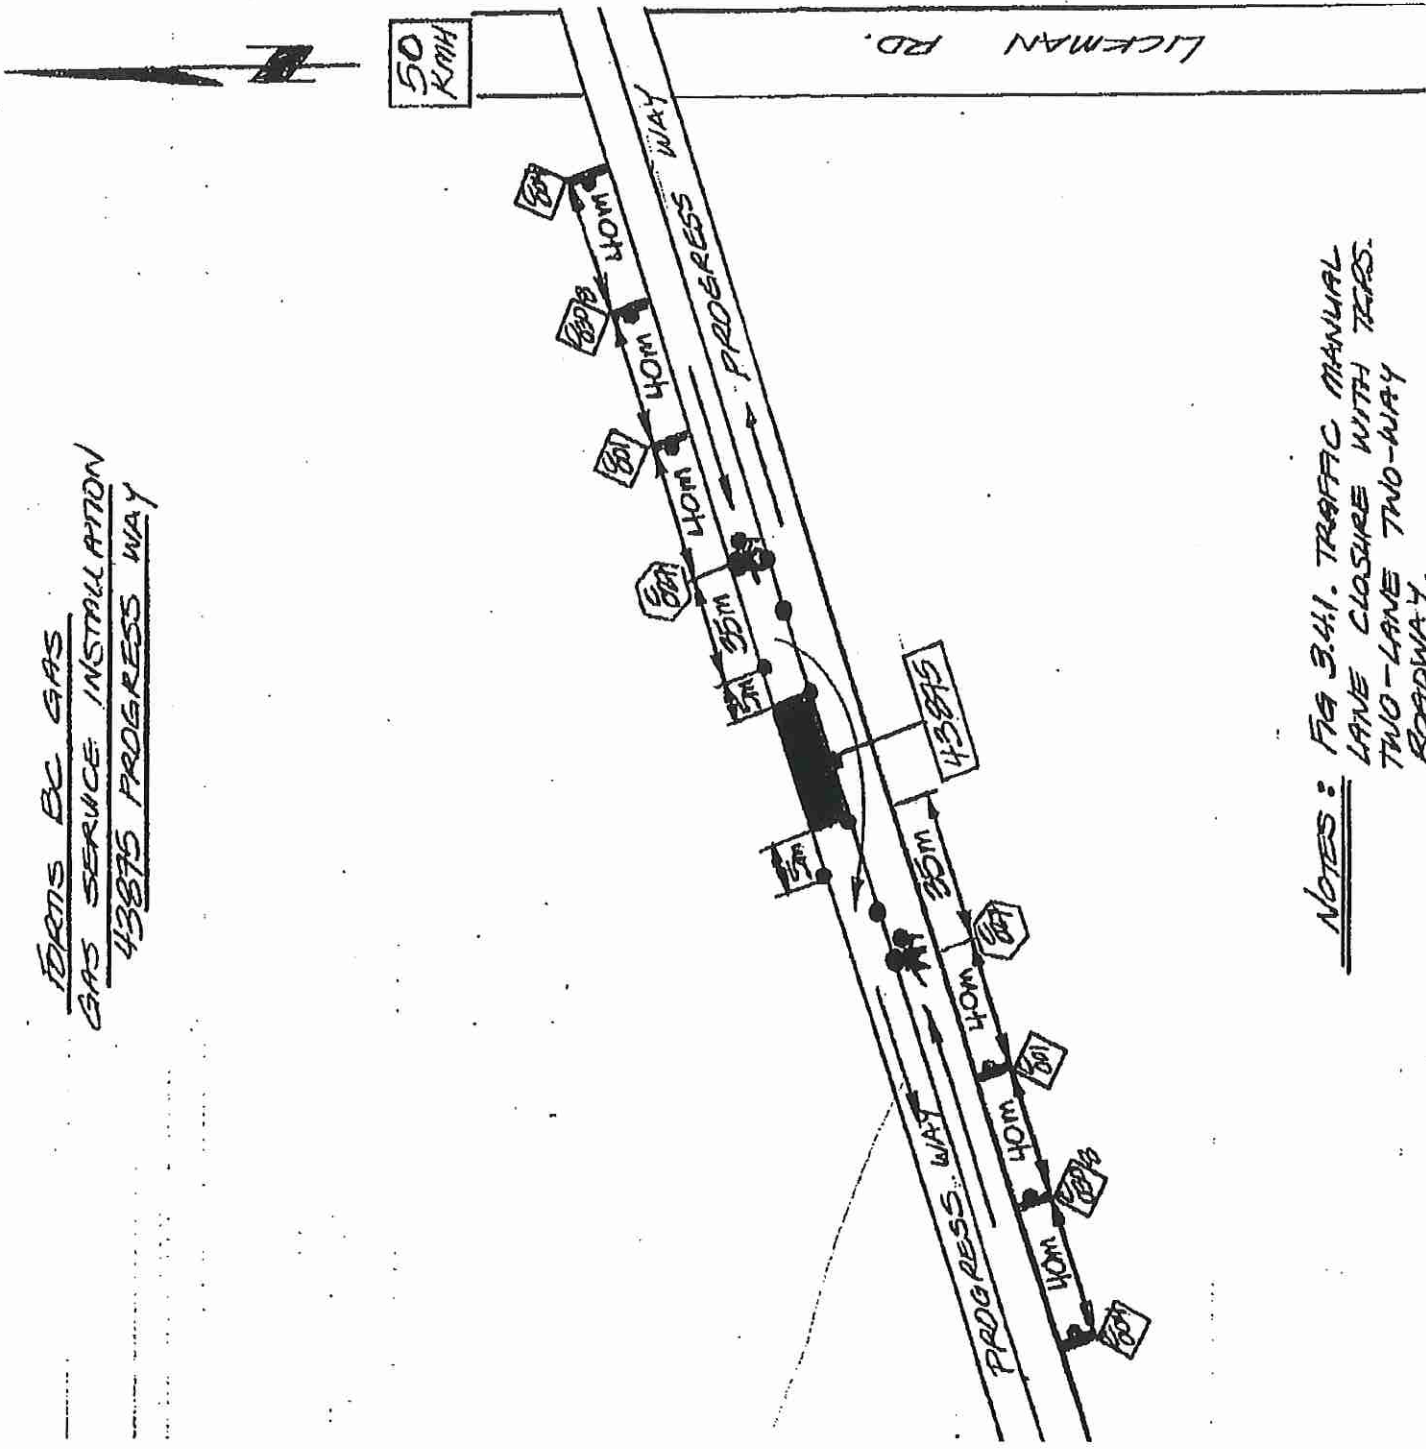 FORTIS BC GAS
GAS SERVICE INSTALLATION
43895 PROGRESS WAY
50
KMH
LICKMAN RD.
PROGRESS WAY
40m
40m
40m
35m
5m
5m
43895
35m
40m
40m
40m
PROGRESS WAY
NOTES: FIG 3.4.1. TRAFFIC MANUAL
LANE CLOSURE WITH TCPS.
TWO-LANE TWO-WAY
ROADWAY.